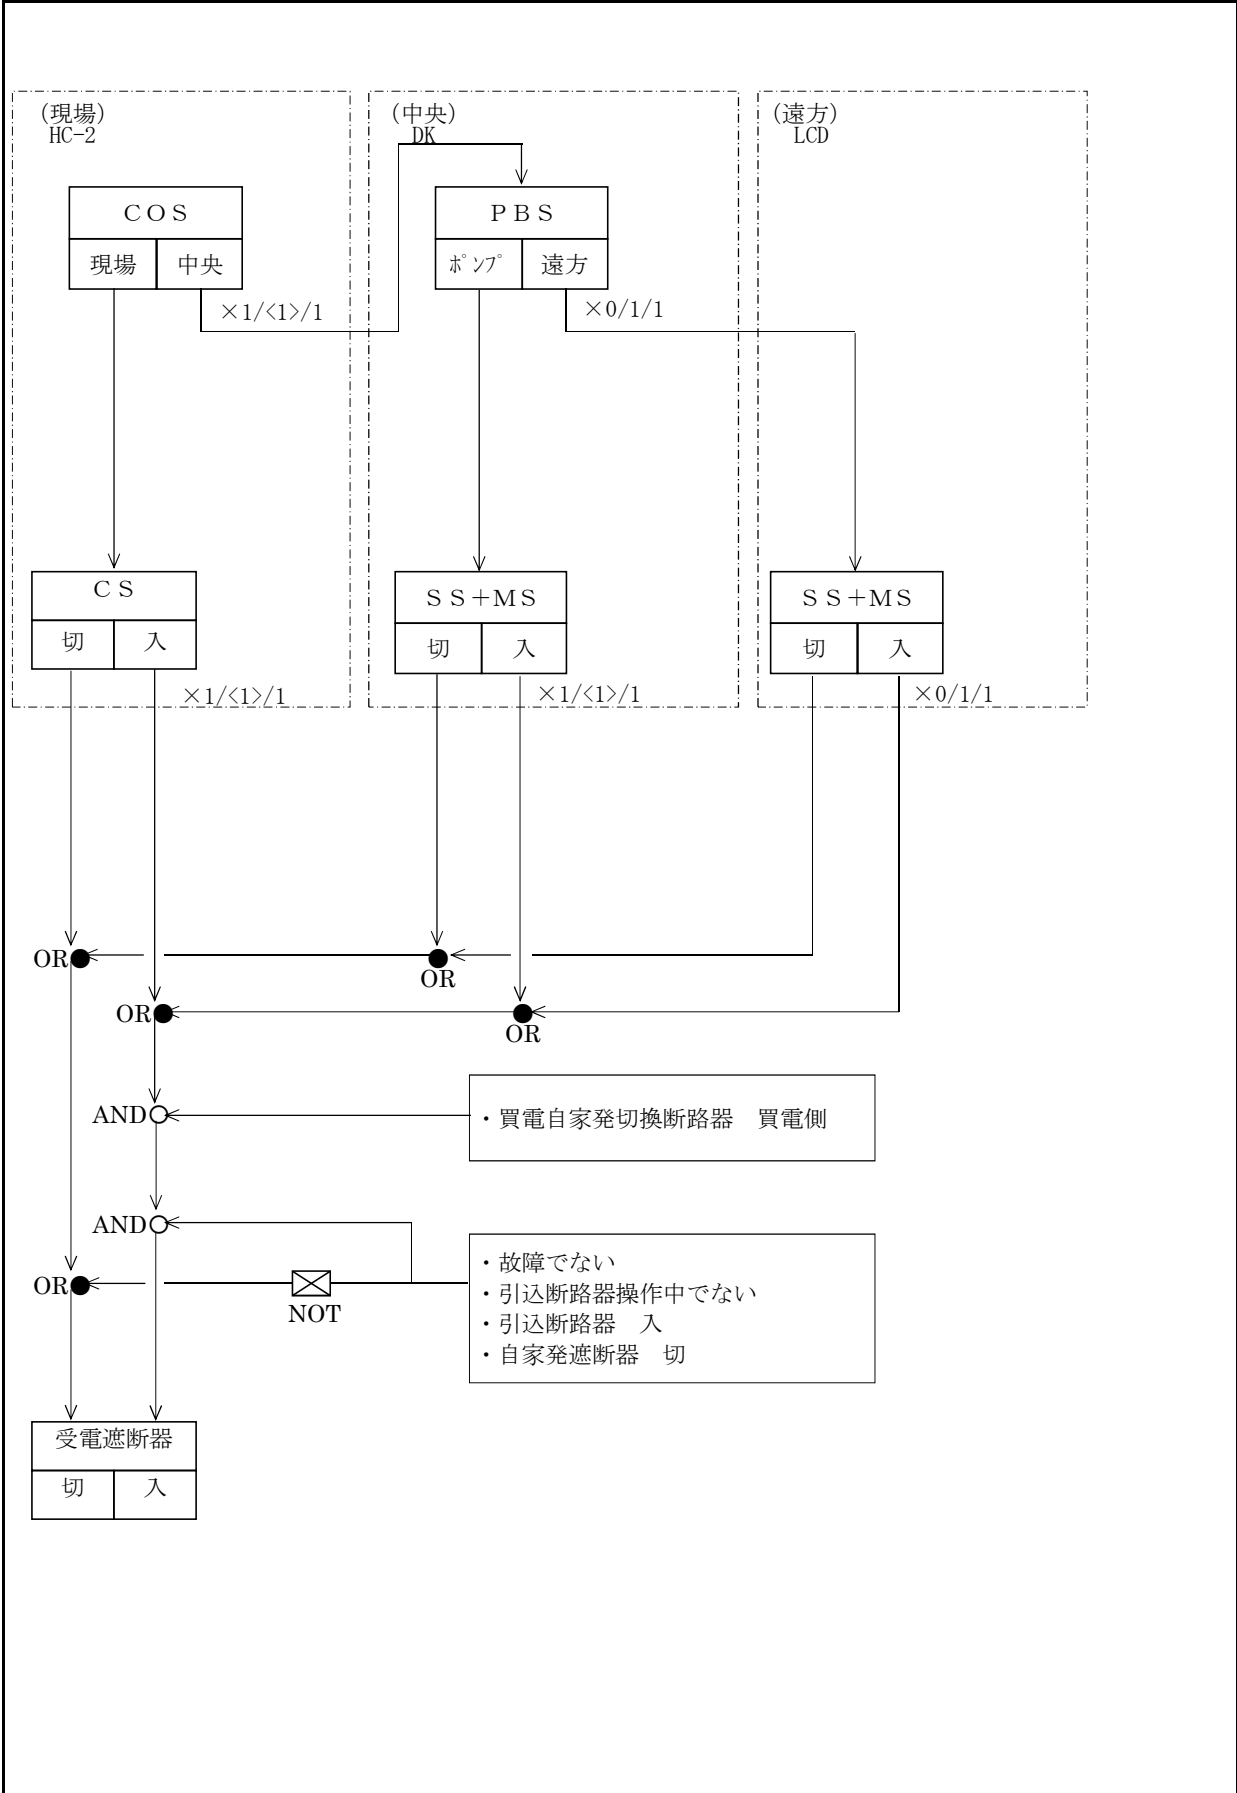 (現場)
HC-2
(中央)
DK
(遠方)
LCD
ＣＯＳ
現場 中央
×1/<1>/1
ＰＢＳ
ﾎﾟﾝﾌﾟ 遠方
×0/1/1
ＣＳ
切 入
×1/<1>/1
ＳＳ＋ＭＳ
切 入
×1/<1>/1
ＳＳ＋ＭＳ
切 入
×0/1/1
OR
OR
OR
OR
AND
・買電自家発切換断路器　買電側
AND
OR
NOT
・故障でない
・引込断路器操作中でない
・引込断路器　入
・自家発遮断器　切
受電遮断器
切 入